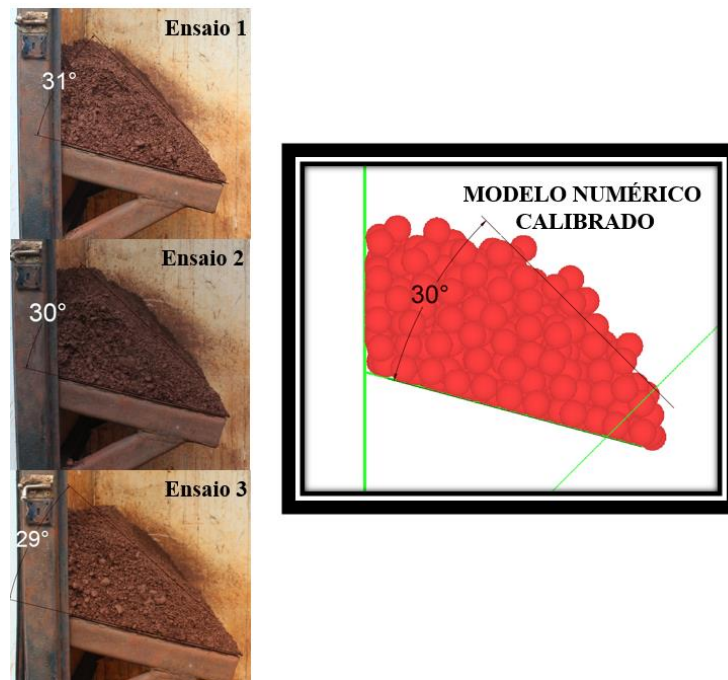 Ensaio 1
31°
Ensaio 2
30°
Ensaio 3
29°
MODELO NUMÉRICO
CALIBRADO
30°